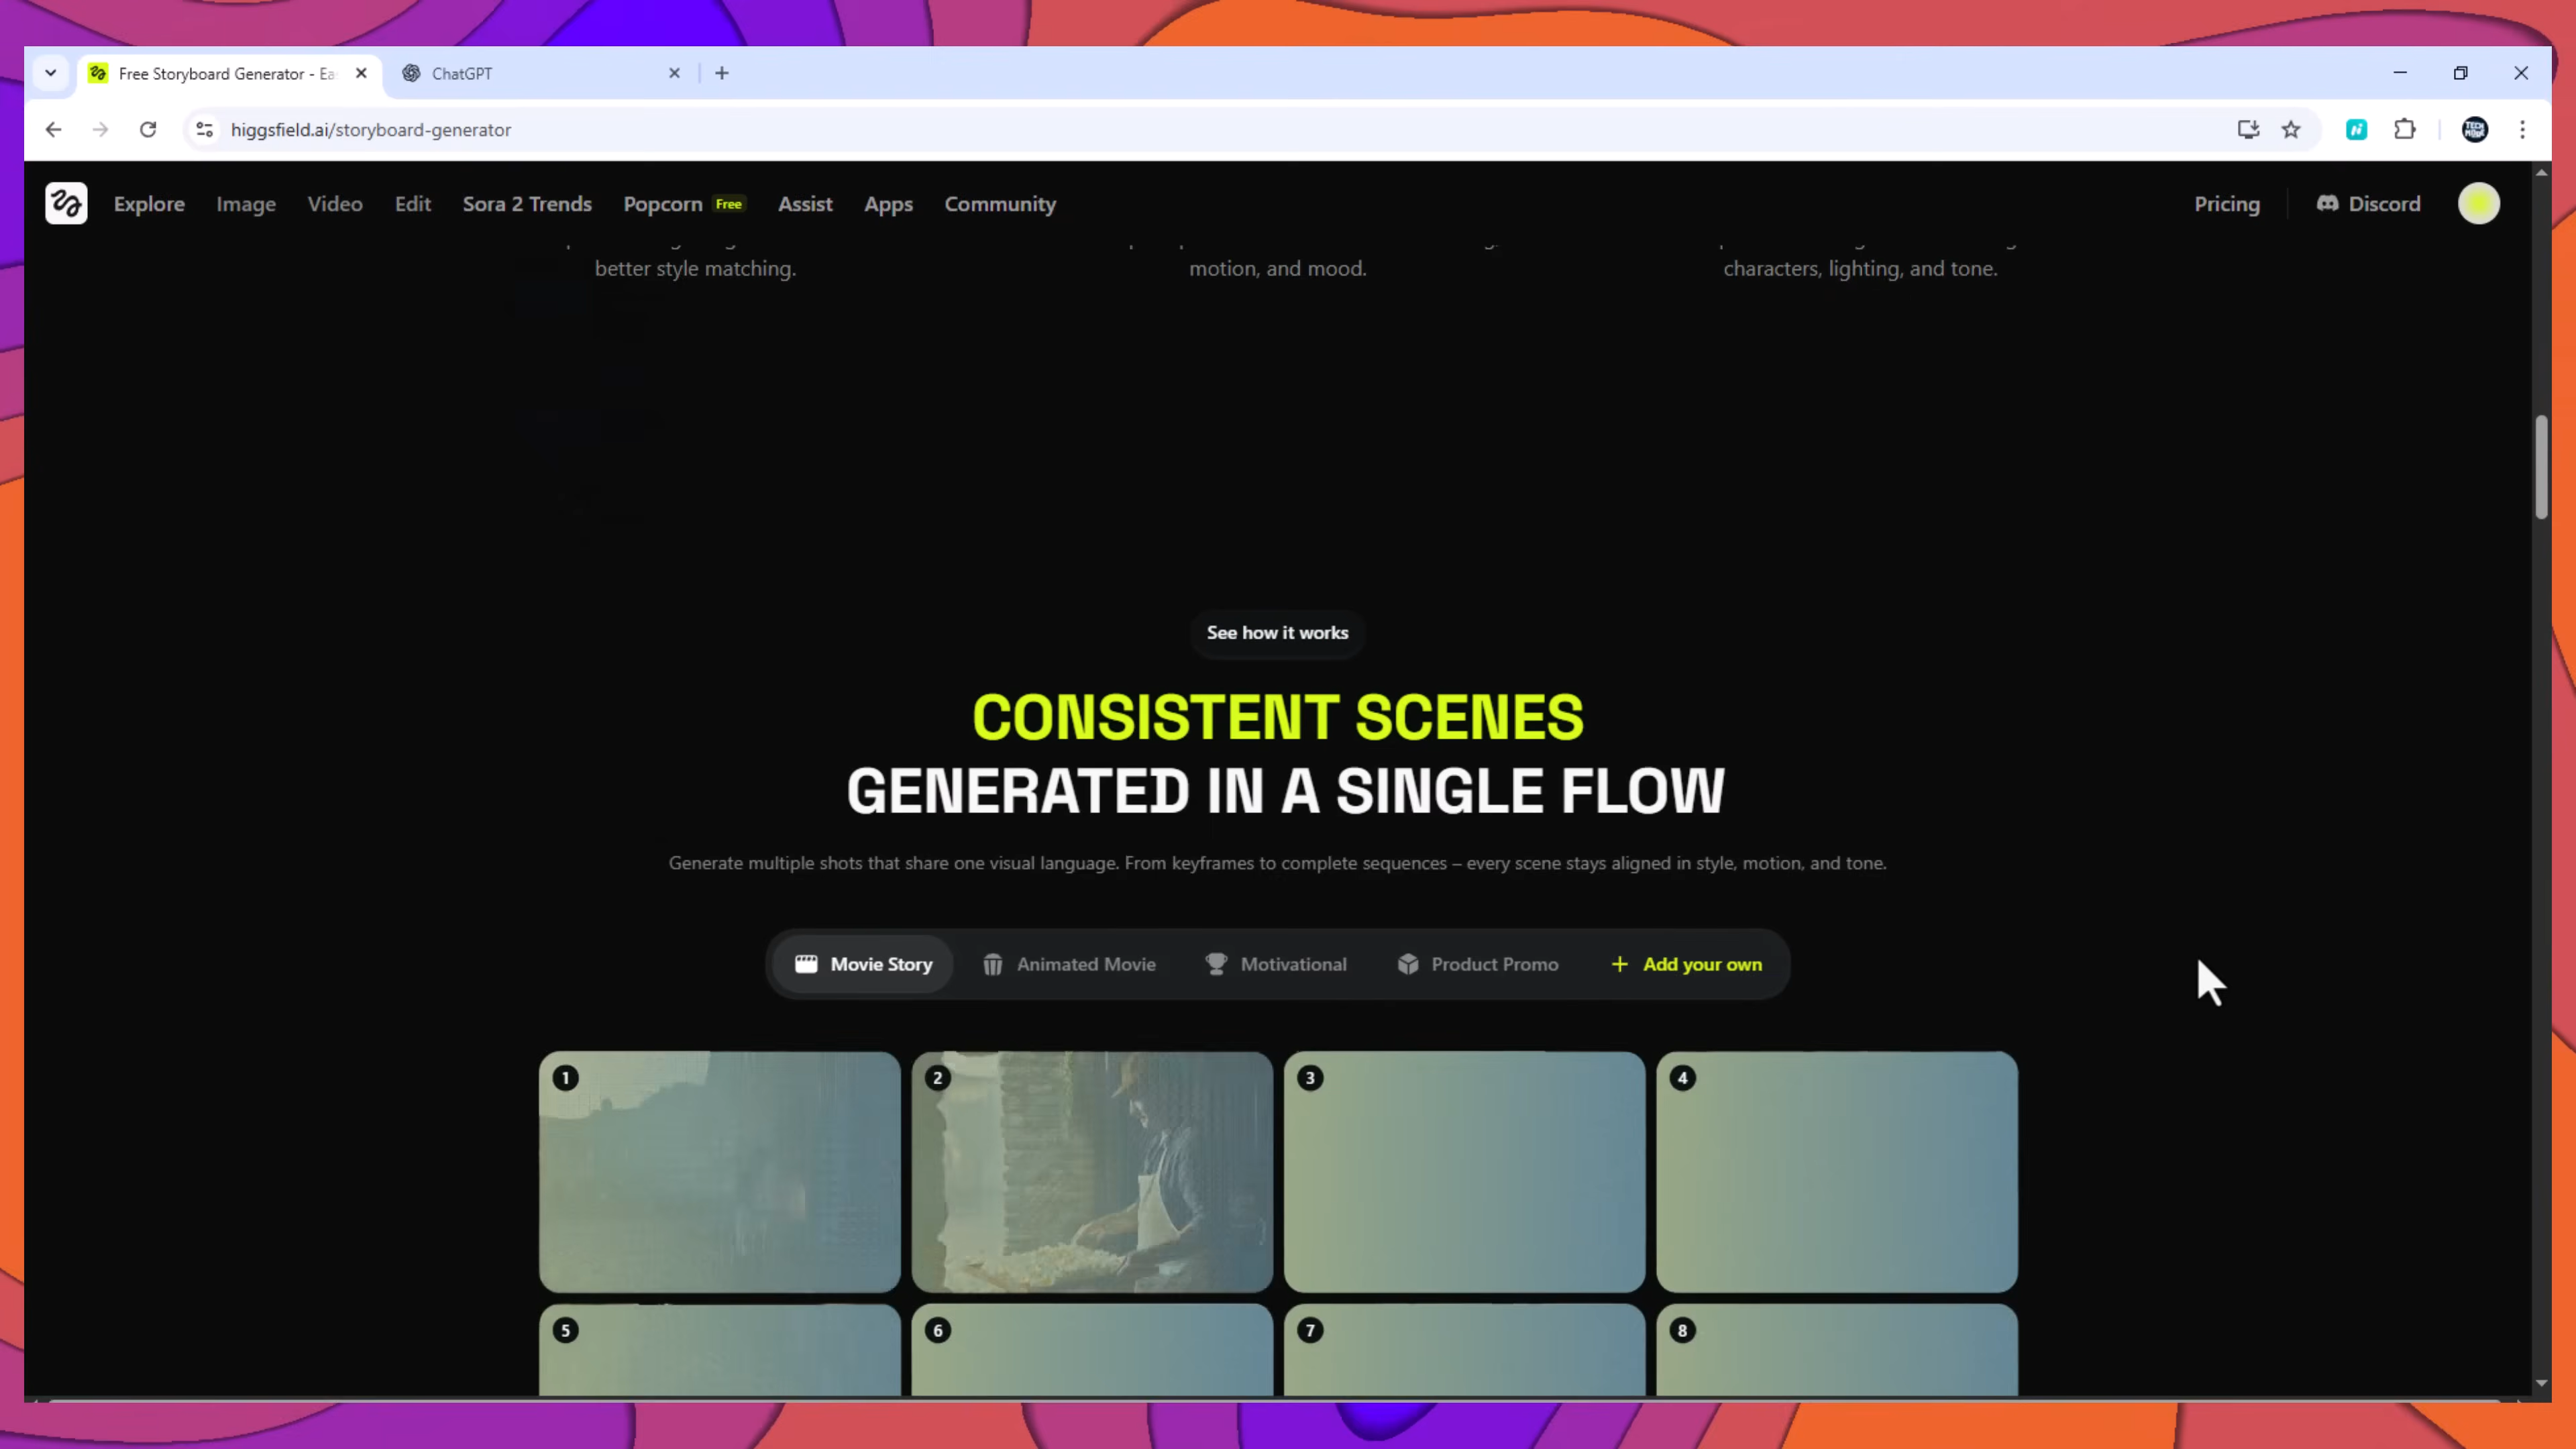 Free Storyboard Generator - Ea
ChatGPT
higgsfield.ai/storyboard-generator
TECH
Explore Image Video Edit Sora 2 Trends Popcorn Free Assist Apps Community Pricing Discord
better style matching.
motion, and mood.
characters, lighting, and tone.
See how it works
CONSISTENT SCENES
GENERATED IN A SINGLE FLOW
Generate multiple shots that share one visual language. From keyframes to complete sequences – every scene stays aligned in style, motion, and tone.
Movie Story Animated Movie Motivational Product Promo + Add your own
1 2 3 4
5 6 7 8